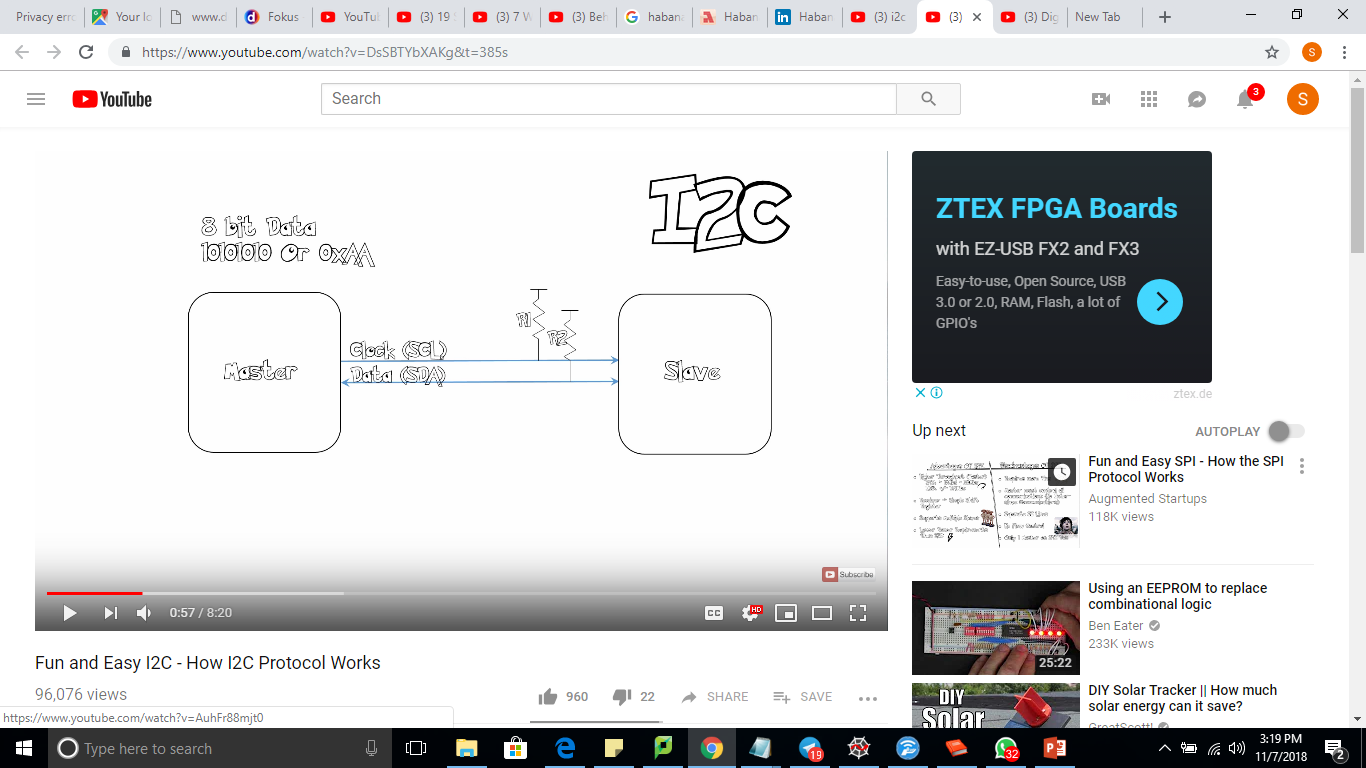 Privacy erro
Your lo
www.d
Fokus
YouTu
(3) 19
(3) 7 W
(3) Beh
haban
Haban
Haban
(3) i2c
(3)
(3) Dig
New Tab
https://www.youtube.com/watch?v=DsSBTYbXAKg&t=385s
S
YouTube
Search
3
S
8 bit Data
10101010 Or 0xAA
I2C
R1
R2
Clock (SCL)
Data (SDA)
Master
Slave
Subscribe
0:57 / 8:20
CC
HD
ZTEX FPGA Boards
with EZ-USB FX2 and FX3
Easy-to-use, Open Source, USB
3.0 or 2.0, RAM, Flash, a lot of
GPIO's
ztex.de
Up next
AUTOPLAY
Fun and Easy SPI - How the SPI
Protocol Works
Augmented Startups
118K views
Using an EEPROM to replace
combinational logic
Ben Eater
233K views
25:22
DIY
Solar
DIY Solar Tracker || How much
solar energy can it save?
GreatScott!
Fun and Easy I2C - How I2C Protocol Works
96,076 views
960
22
SHARE
SAVE
https://www.youtube.com/watch?v=AuhFr88mjt0
Type here to search
19
32
3:19 PM
11/7/2018
2